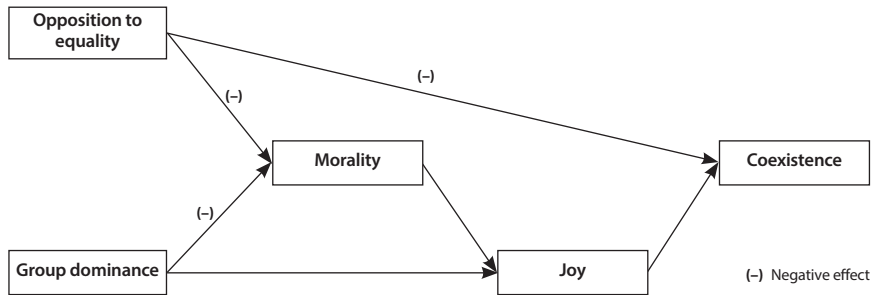 Opposition to
equality
(–)
(–)
Morality
Coexistence
(–)
Group dominance
Joy
(–) Negative effect